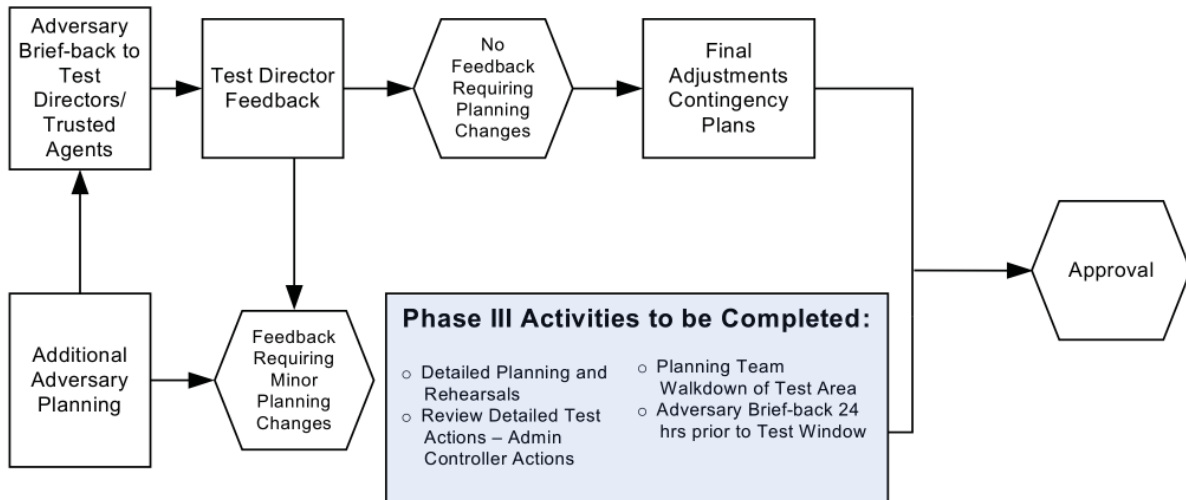 Adversary
Brief-back to
Test
Directors/
Trusted
Agents
Test Director
Feedback
No
Feedback
Requiring
Planning
Changes
Final
Adjustments
Contingency
Plans
Approval
Additional
Adversary
Planning
Feedback
Requiring
Minor
Planning
Changes
Phase III Activities to be Completed:
○ Detailed Planning and
Rehearsals
○ Review Detailed Test
Actions – Admin
Controller Actions
○ Planning Team
Walkdown of Test Area
○ Adversary Brief-back 24
hrs prior to Test Window